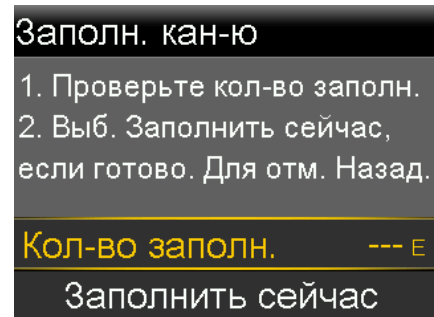 Заполн. кан-ю
1. Проверьте кол-во заполн.
2. Выб. Заполнить сейчас,
если готово. Для отм. Назад.
Кол-во заполн. --- Е
Заполнить сейчас